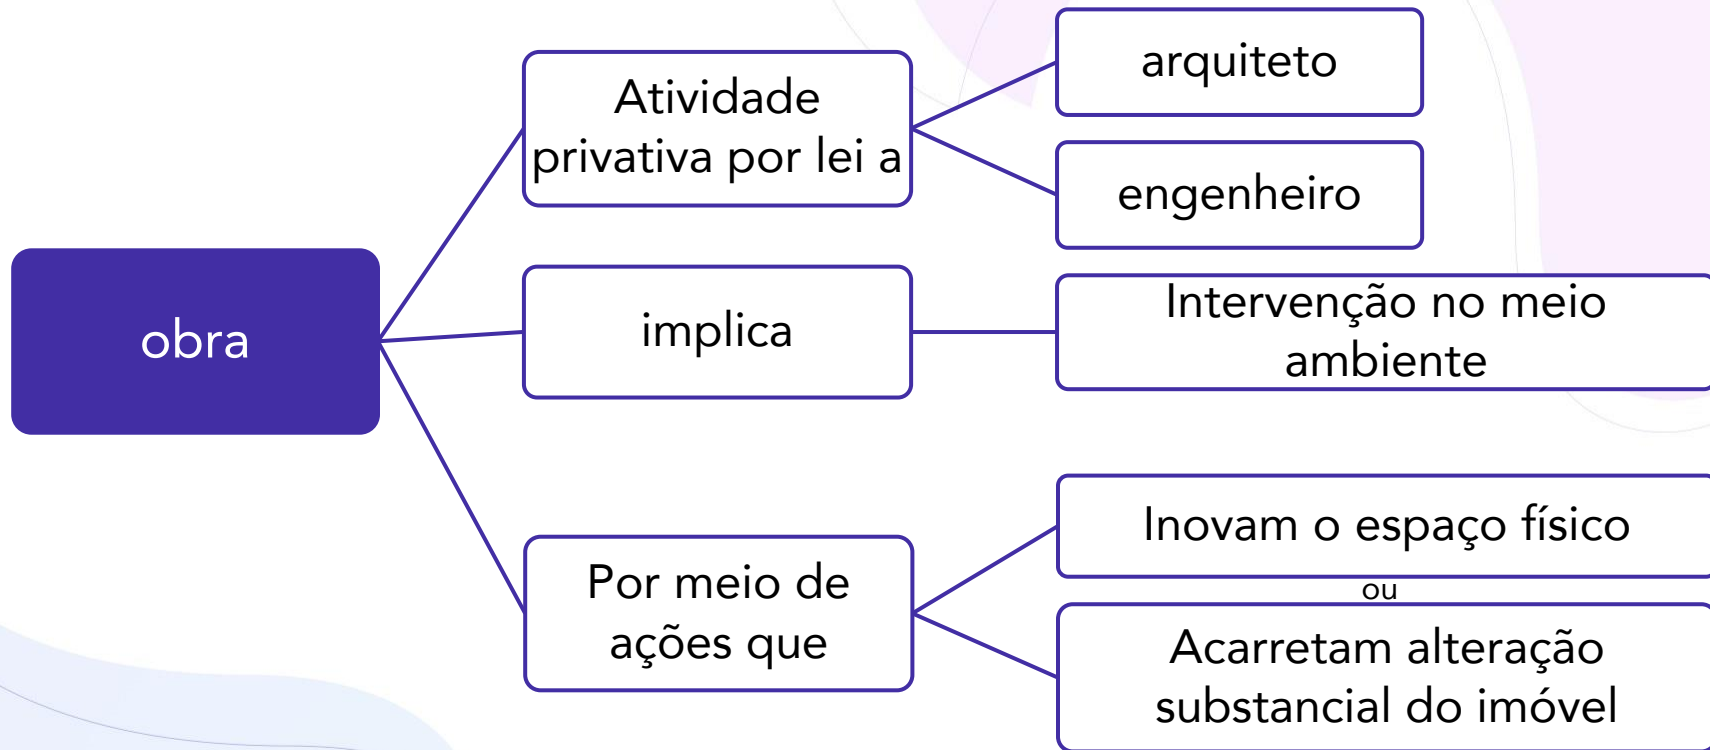 obra
Atividade
privativa por lei a
arquiteto
engenheiro
implica
Intervenção no meio
ambiente
Por meio de
ações que
Inovam o espaço físico
ou
Acarretam alteração
substancial do imóvel